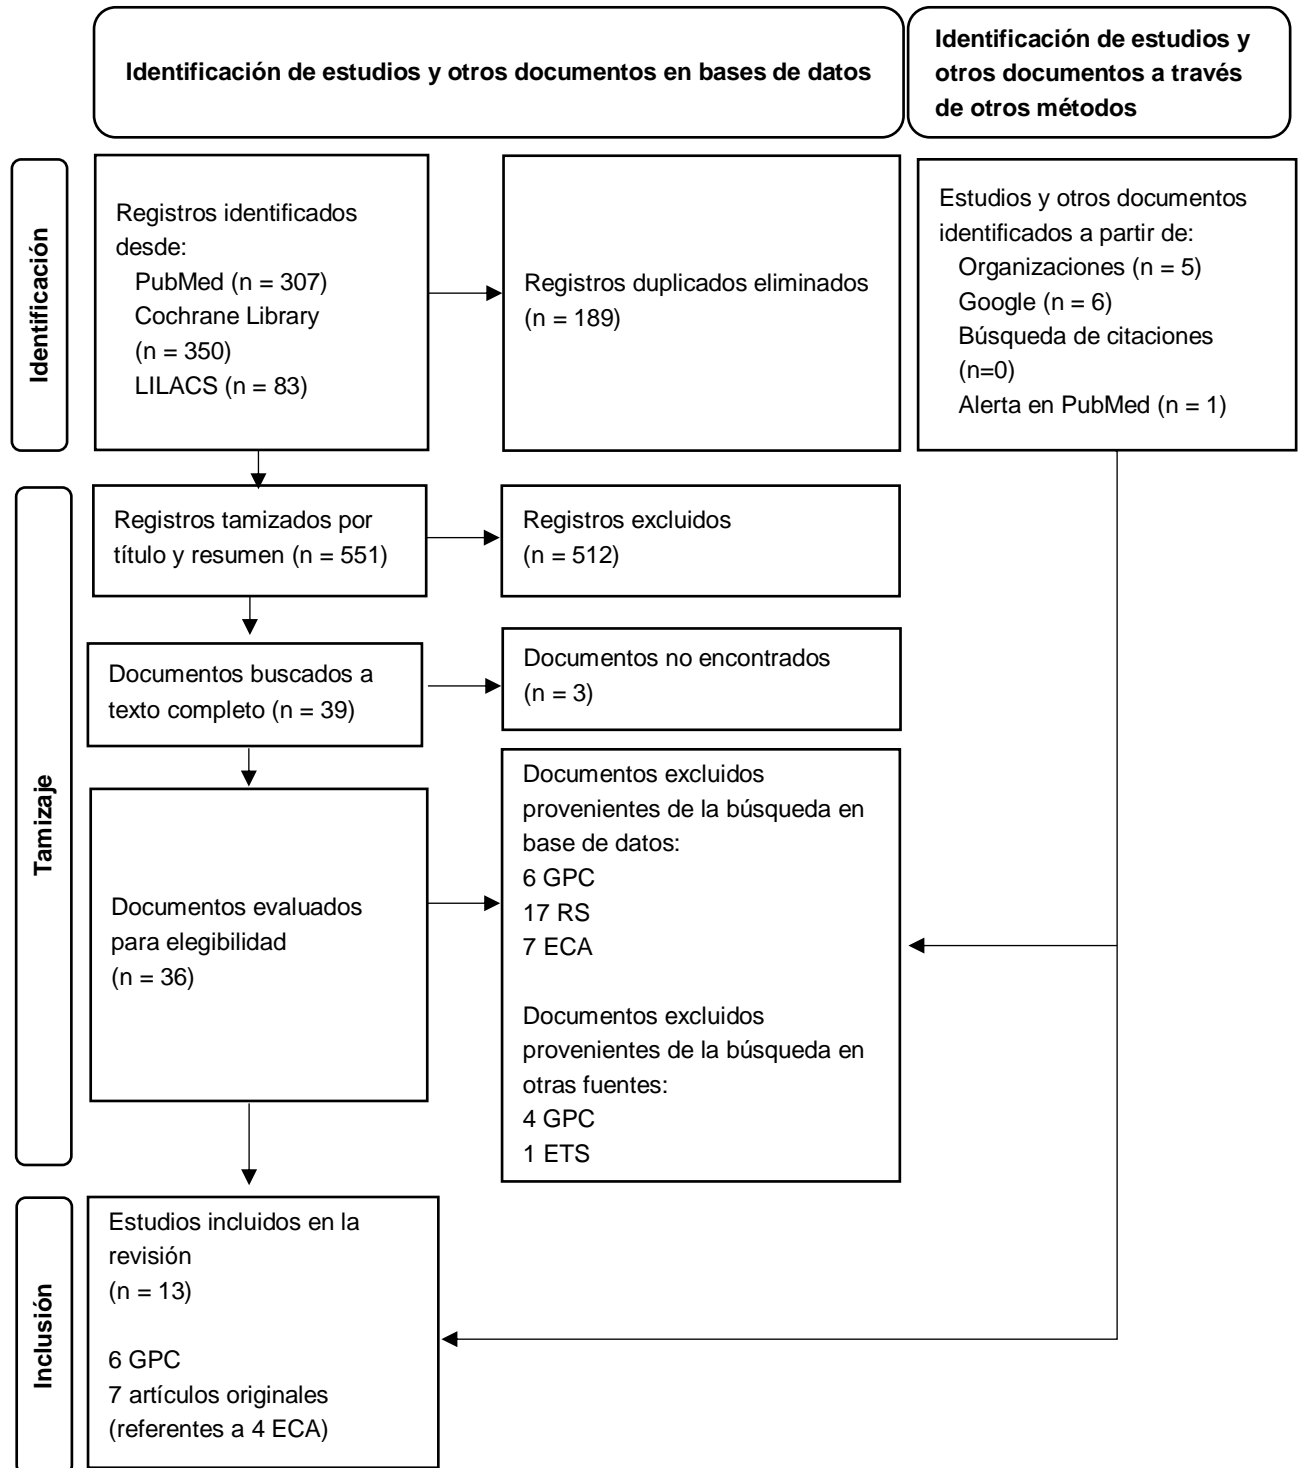 Identificación de estudios y otros documentos en bases de datos
Identificación de estudios y
otros documentos a través
de otros métodos
Identificación
Registros identificados
desde:
PubMed (n = 307)
Cochrane Library
(n = 350)
LILACS (n = 83)
Registros duplicados eliminados
(n = 189)
Estudios y otros documentos
identificados a partir de:
Organizaciones (n = 5)
Google (n = 6)
Búsqueda de citaciones
(n=0)
Alerta en PubMed (n = 1)
Tamizaje
Registros tamizados por
título y resumen (n = 551)
Registros excluidos
(n = 512)
Documentos buscados a
texto completo (n = 39)
Documentos no encontrados
(n = 3)
Documentos evaluados
para elegibilidad
(n = 36)
Documentos excluidos
provenientes de la búsqueda en
base de datos:
6 GPC
17 RS
7 ECA
Documentos excluidos
provenientes de la búsqueda en
otras fuentes:
4 GPC
1 ETS
Inclusión
Estudios incluidos en la
revisión
(n = 13)
6 GPC
7 artículos originales
(referentes a 4 ECA)